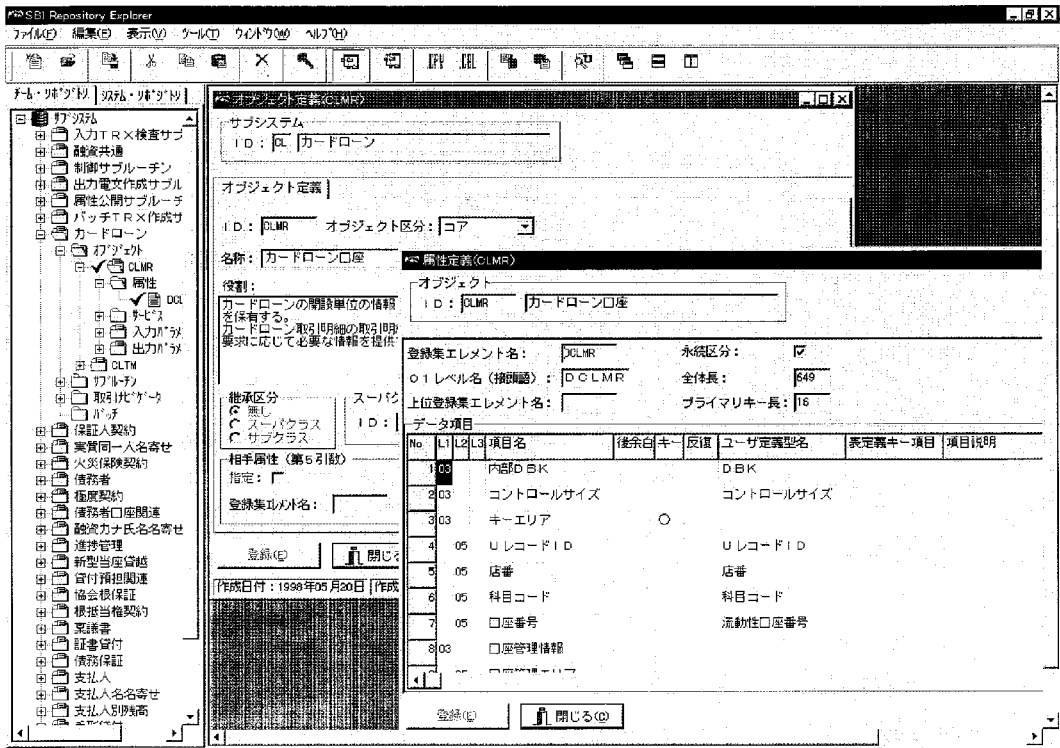 SBI Repository Explorer
ファイル(F) 編集(E) 表示(V) ツール(T) ウィンドウ(W) ヘルプ(H)
チーム・リポジトリ システム・リポジトリ
サブシステム
入力ＴＲＸ検査サブ
融資共通
制御サブルーチン
出力電文作成サブル
属性公開サブルーチ
バッチＴＲＸ作成サ
カードローン
オブジェクト
CLMR
属性
DCL
サービス
入力パラメ
出力パラメ
CLTM
サブルーチン
取引ナビゲータ
バッチ
保証人契約
実質同一人名寄せ
火災保険契約
債務者
極度契約
債務者口座関連
融資カナ氏名名寄せ
進捗管理
新型当座貸越
貸付預担関連
協会根保証
根抵当権契約
稟議書
証書貸付
債務保証
支払人
支払人名名寄せ
支払人別残高
オブジェクト定義(CLMR)
サブシステム
ＩＤ： CL カードローン
オブジェクト定義
ＩＤ： CLMR オブジェクト区分： コア
名称： カードローン口座
役割：
カードローンの開設単位の情報
を保有する。
カードローン取引明細の取引明
要求に応じて必要な情報を提供
継承区分
無し
スーパクラス
サブクラス
スーパク
ＩＤ：
相手属性（第５引数）
指定：
登録集エレメント名：
登録(E) 閉じる
作成日付：1998年05月20日 作成
属性定義(CLMR)
オブジェクト
ＩＤ： CLMR カードローン口座
登録集エレメント名： DCLMR 永続区分：
０１レベル名（接頭語）： ＤＣＬＭＲ 全体長： 649
上位登録集エレメント名： プライマリキー長： 16
データ項目
No. L1 L2 L3 項目名 後余白 キー 反復 ユーザ定義型名 表定義キー項目 項目説明
1 03 内部ＤＢＫ ＤＢＫ
2 03 コントロールサイズ コントロールサイズ
3 03 キーエリア ○
4 05 ＵレコードＩＤ ＵレコードＩＤ
5 05 店番 店番
6 05 科目コード 科目コード
7 05 口座番号 流動性口座番号
8 03 口座管理情報
登録(E) 閉じる(C)